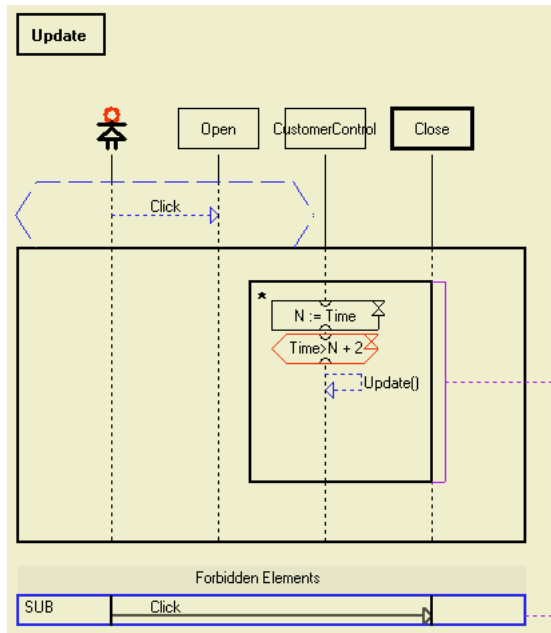 Update
Open
CustomerControl
Close
Click
*
N := Time
Time>N + 2
Update()
Forbidden Elements
SUB
Click